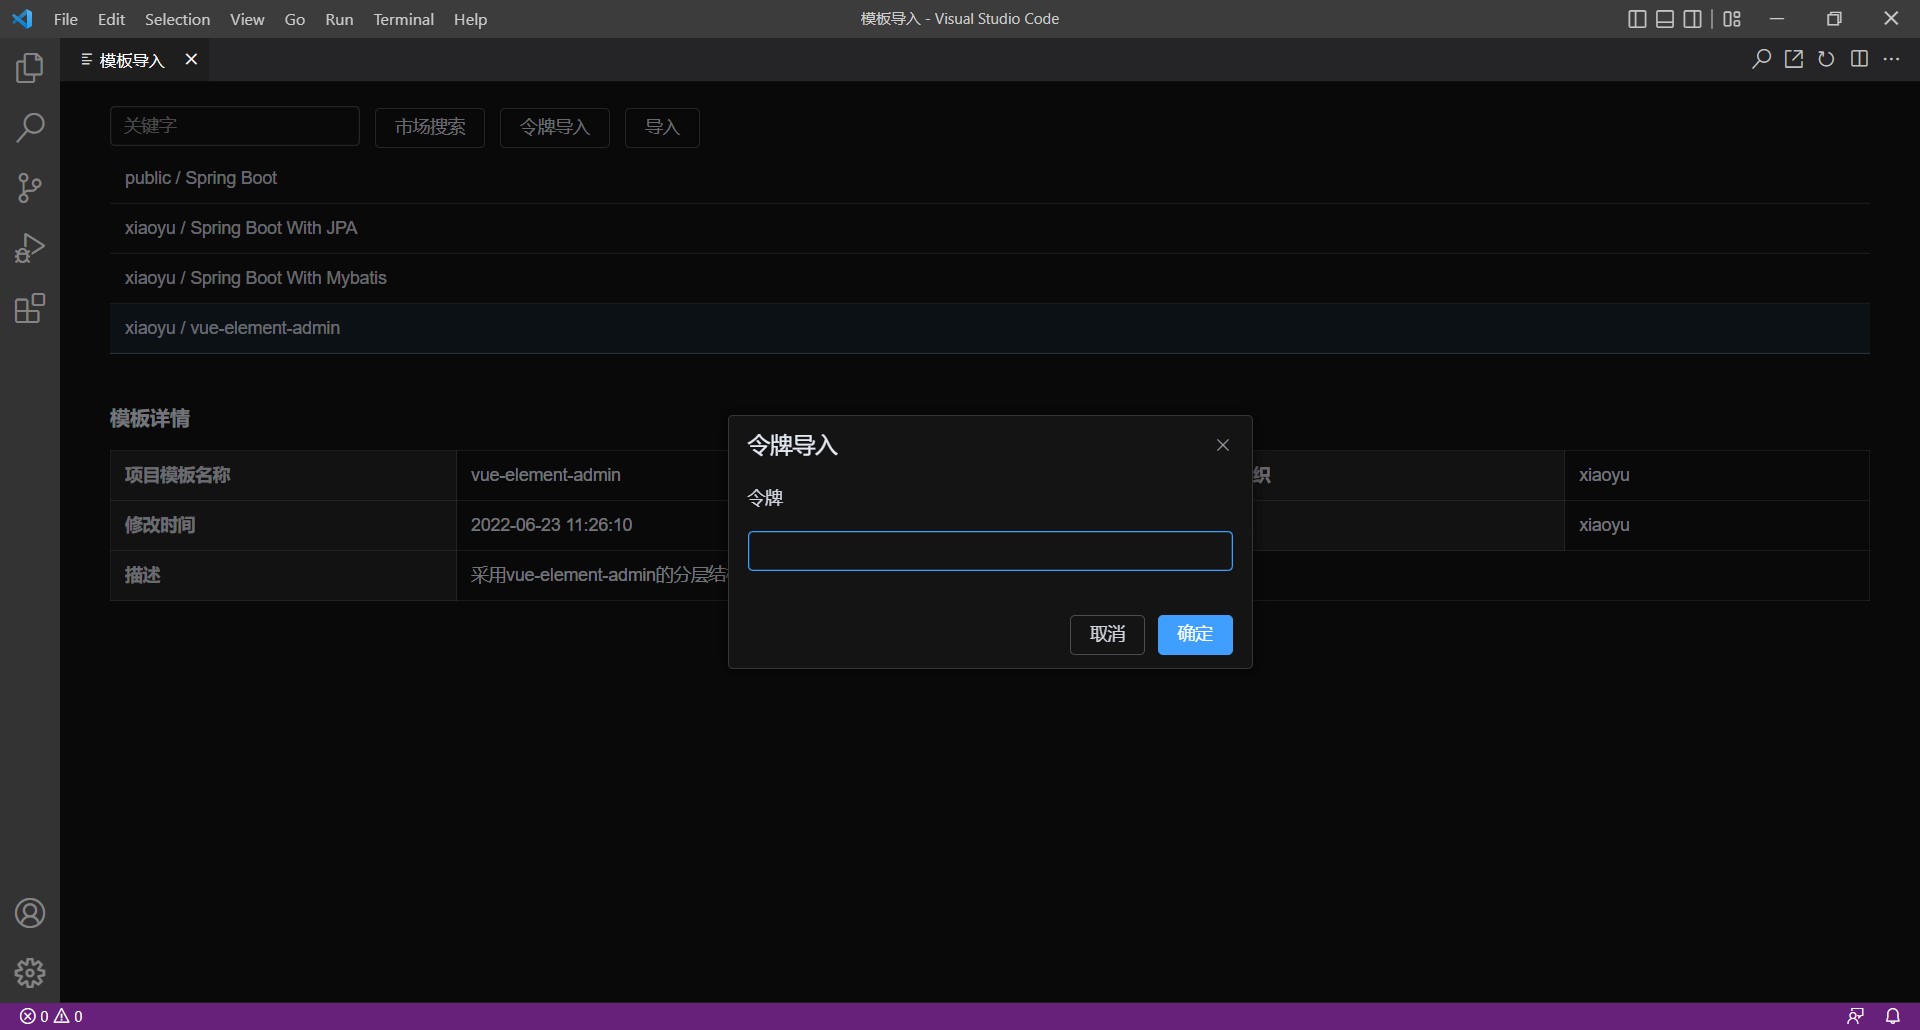 File Edit Selection View Go Run Terminal Help
模板导入 - Visual Studio Code
模板导入
关键字 市场搜索 令牌导入 导入
public / Spring Boot
xiaoyu / Spring Boot With JPA
xiaoyu / Spring Boot With Mybatis
xiaoyu / vue-element-admin
模板详情
项目模板名称 vue-element-admin 织 xiaoyu
修改时间 2022-06-23 11:26:10 xiaoyu
描述 采用vue-element-admin的分层结
令牌导入
令牌
取消 确定
0 0